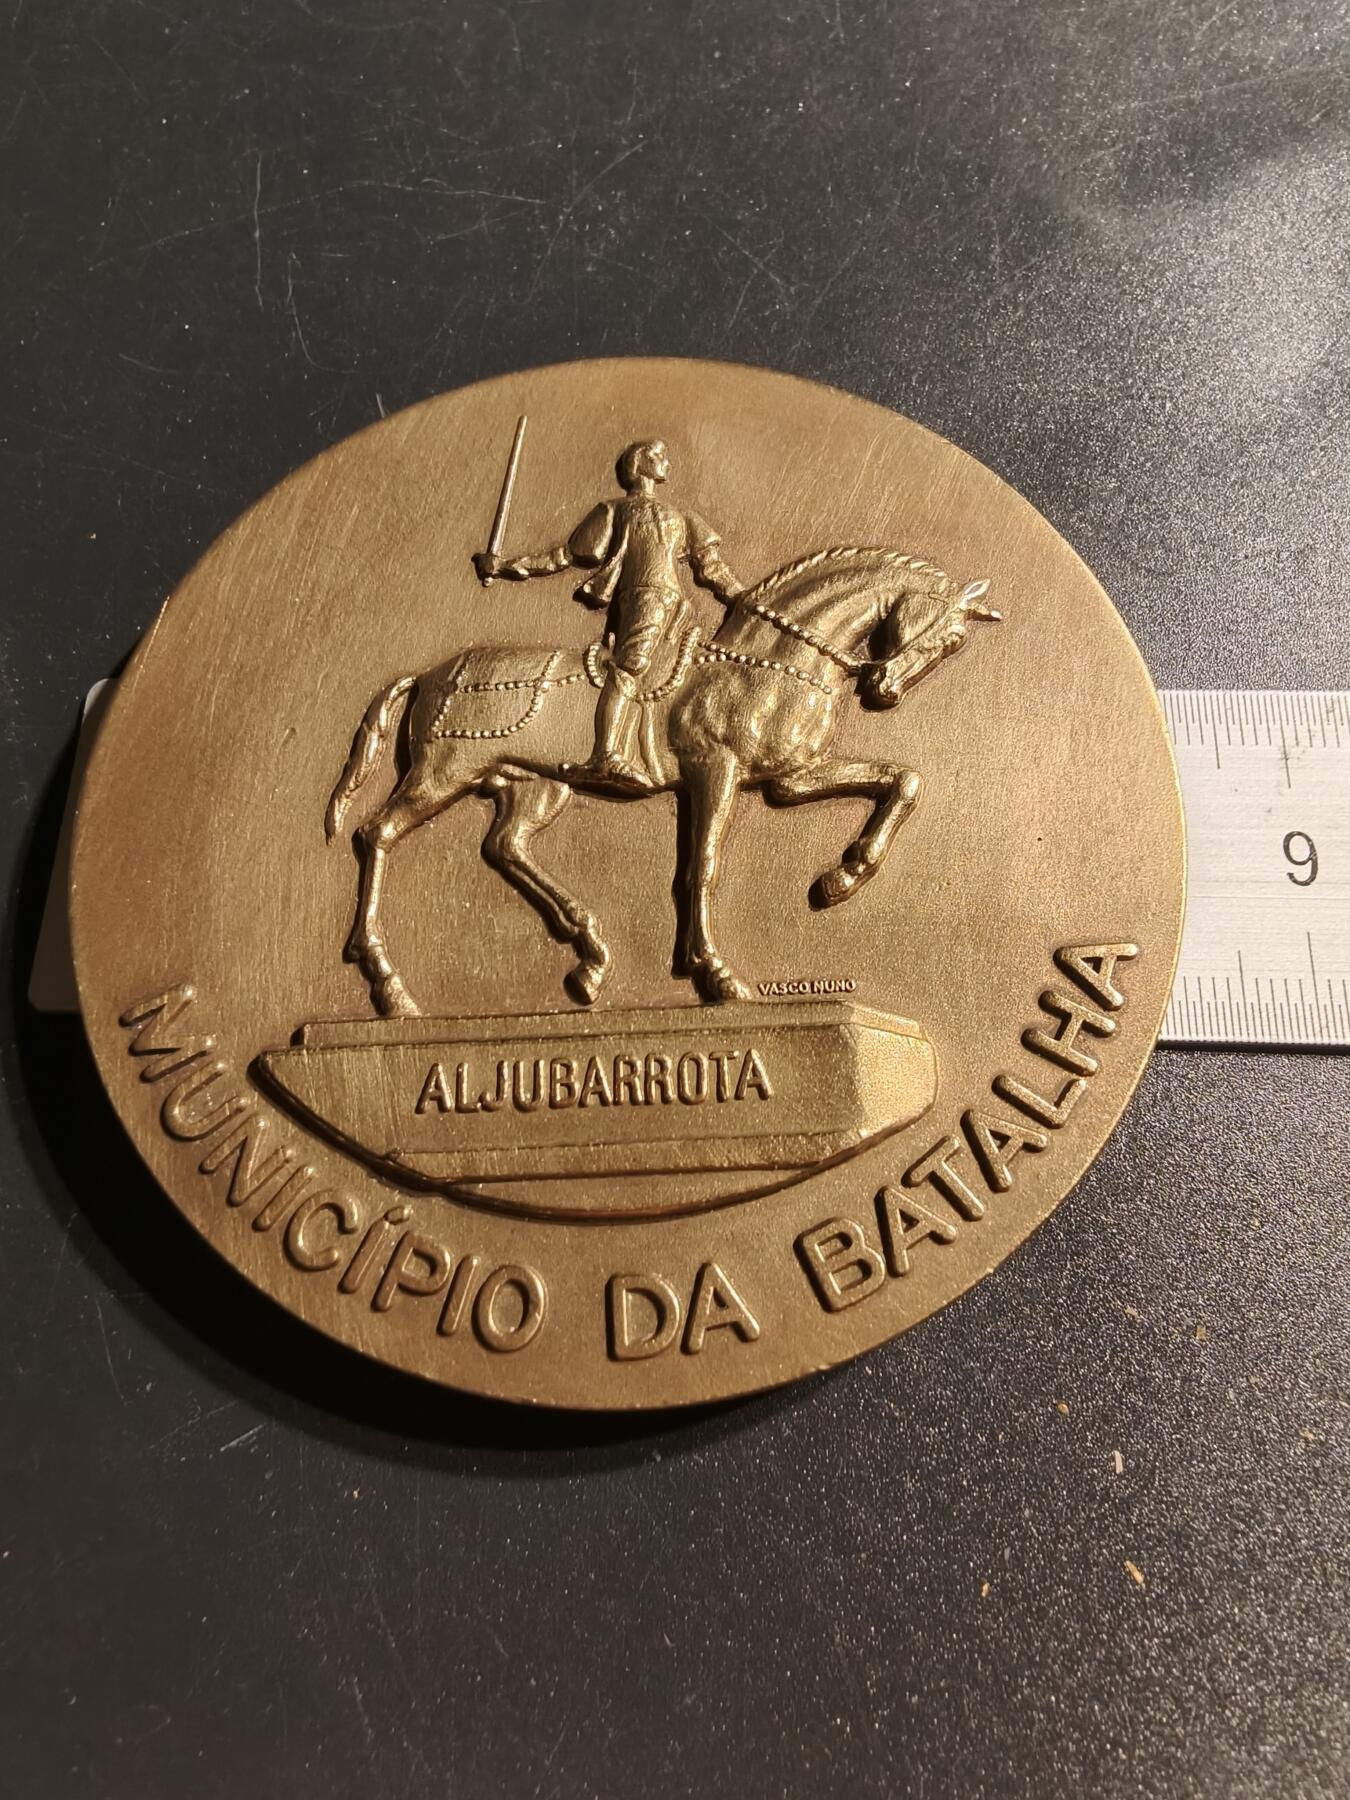 VASCO NUNO
ALJUBARROTA
MUNICÍPIO DA BATALHA
9